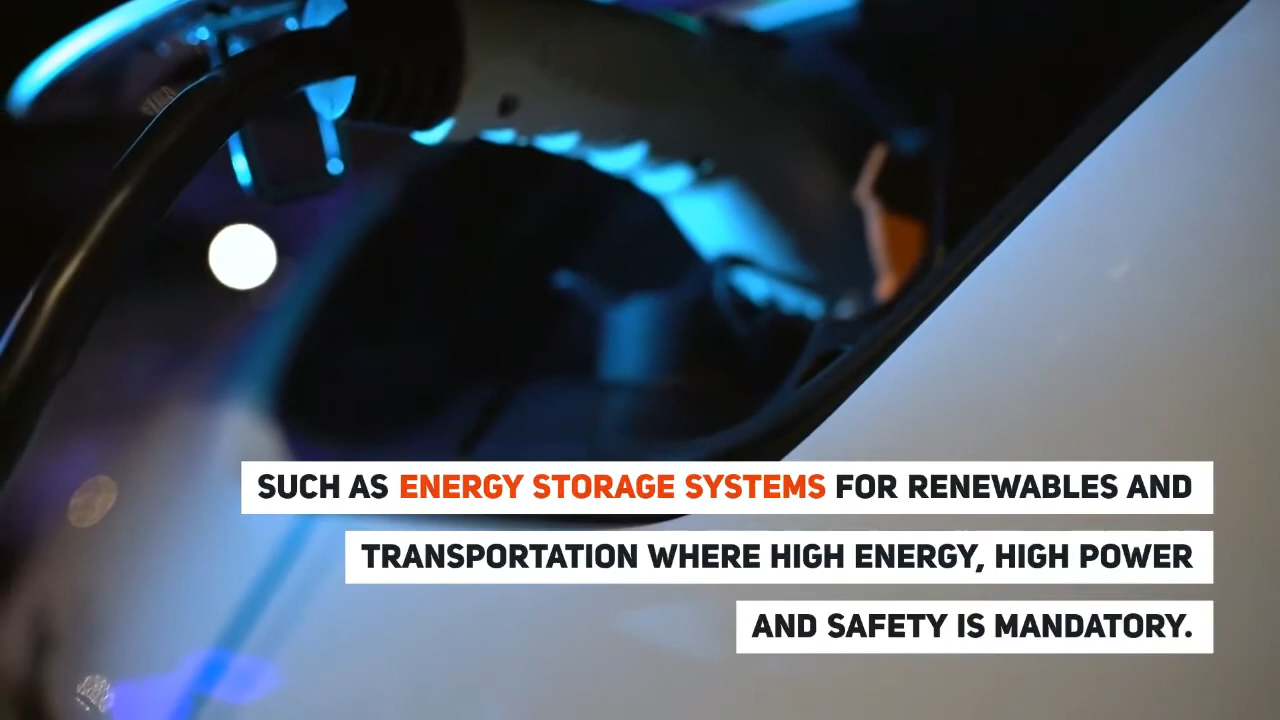 SUCH AS ENERGY STORAGE SYSTEMS FOR RENEWABLES AND
TRANSPORTATION WHERE HIGH ENERGY, HIGH POWER
AND SAFETY IS MANDATORY.